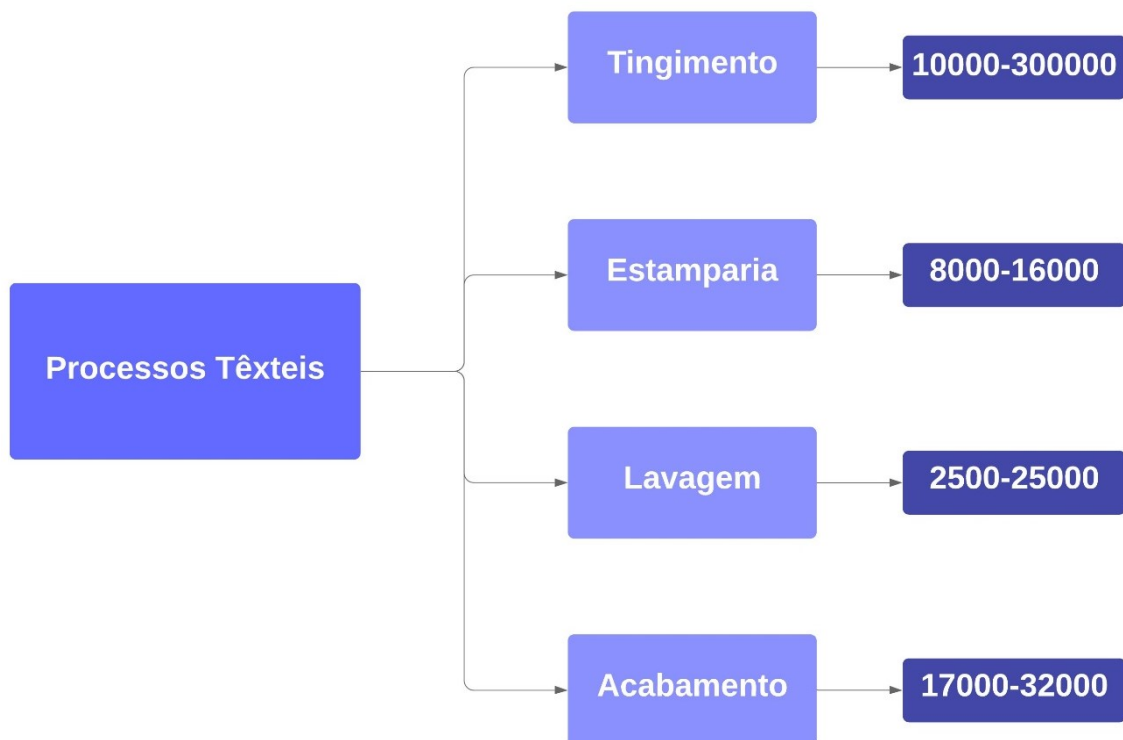 Tingimento
10000-300000
Estamparia
8000-16000
Processos Têxteis
Lavagem
2500-25000
Acabamento
17000-32000